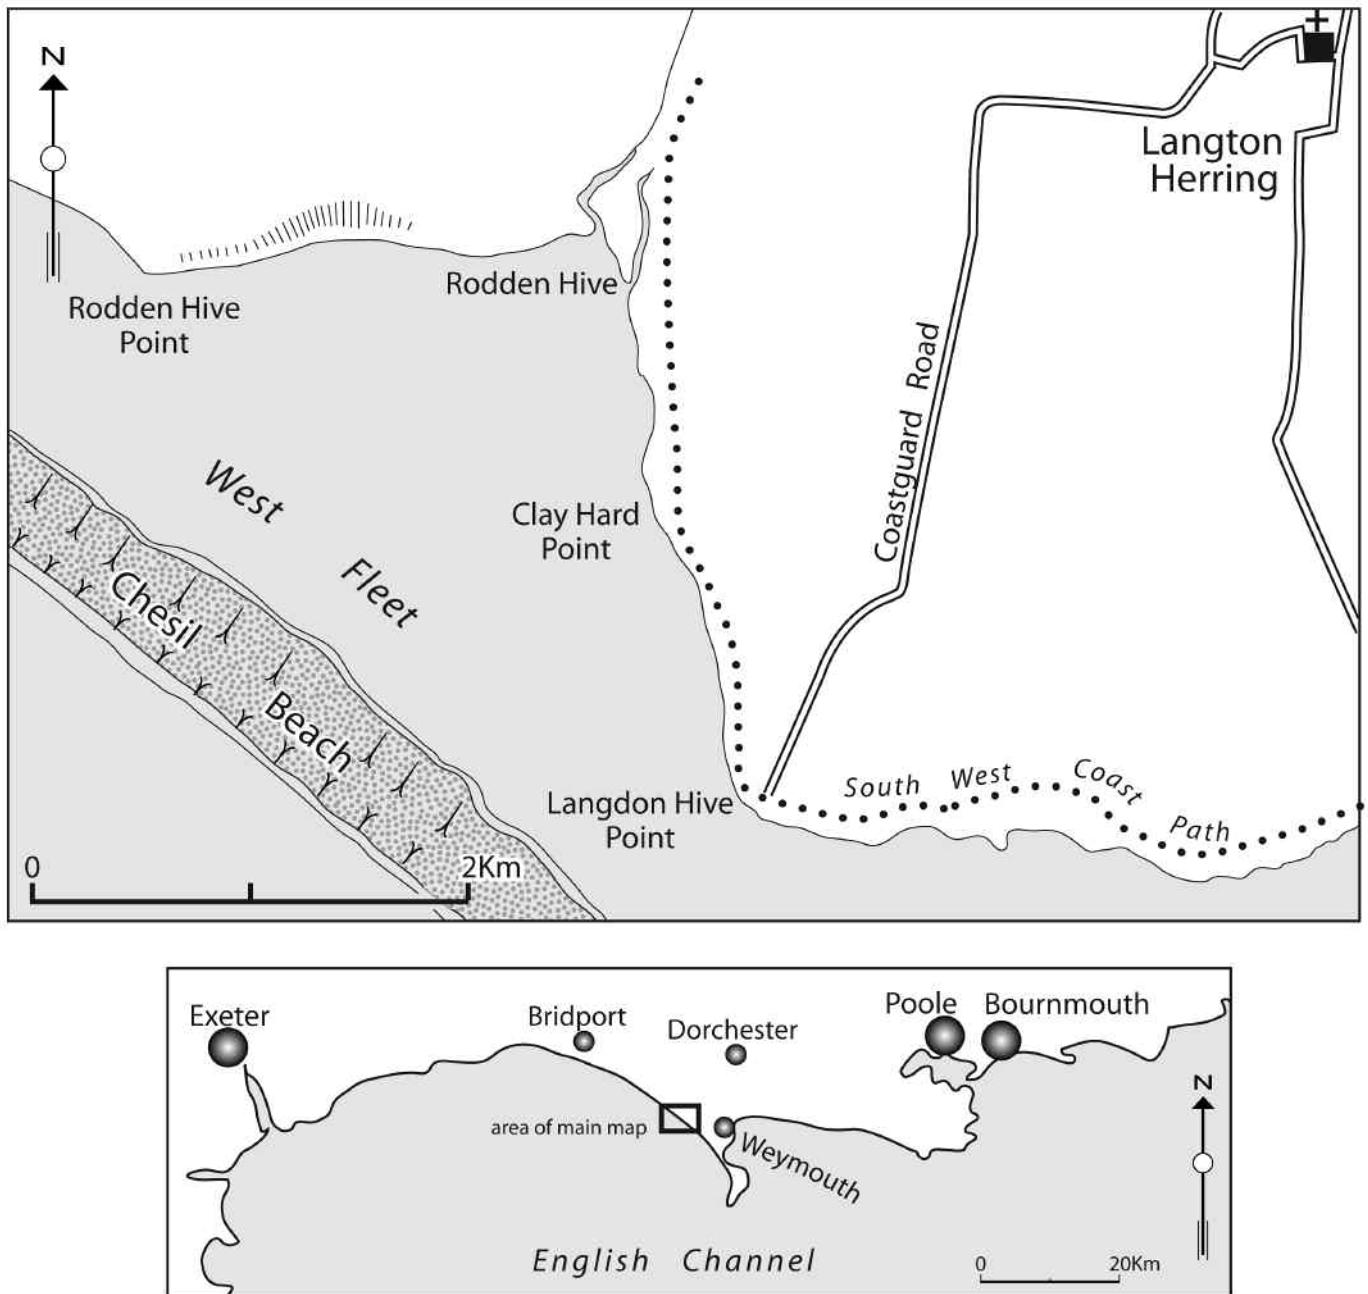 N
Langton
Herring
Rodden Hive
Rodden Hive
Point
Coastguard Road
West
Fleet
Clay Hard
Point
Chesil
Beach
South West Coast Path
Langdon Hive
Point
0 2Km
Exeter
Bridport
Dorchester
Poole
Bournmouth
N
area of main map
Weymouth
English Channel
0 20Km